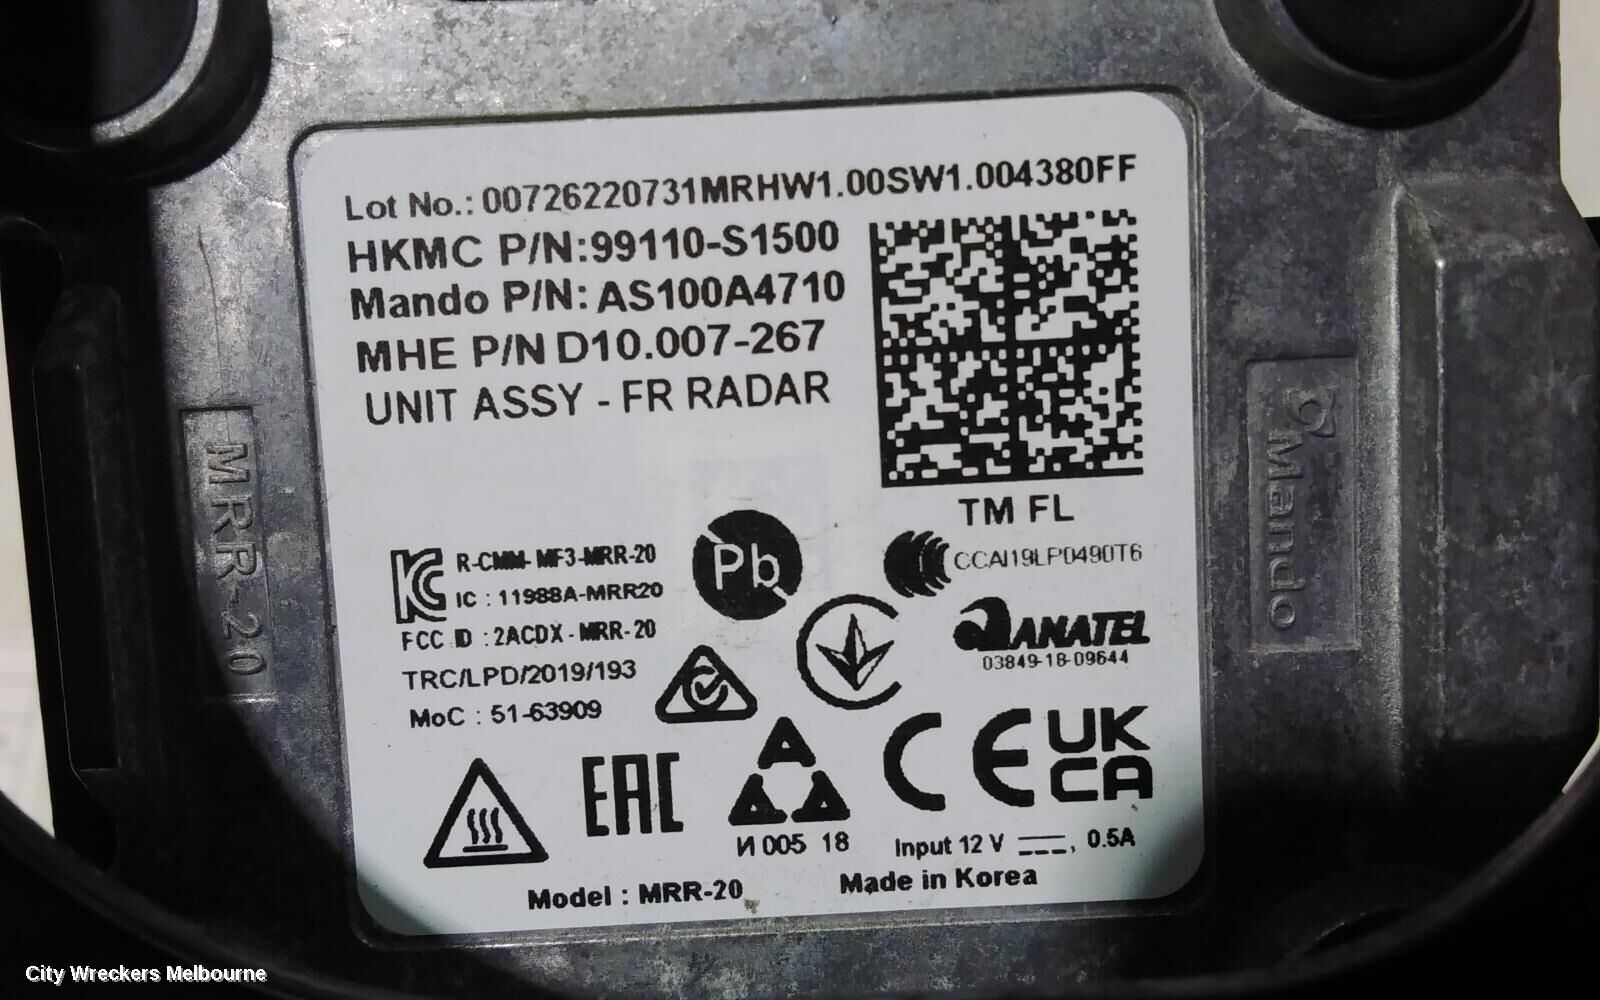 Lot No.: 00726220731MRHW1.00SW1.004380FF
HKMC P/N:99110-S1500
Mando P/N: AS100A4710
MHE P/N D10.007-267
UNIT ASSY - FR RADAR
TM FL
R-CMM-MF3-MRR-20
IC : 11988A-MRR20
FCC ID : 2ACDX-MRR-20
TRC/LPD/2019/193
MoC : 51-63909
Pb
CCAI19LP0490T6
ANATEL
03849-18-09644
EAC
CE
UK
CA
И005 18
Input 12 V ⎓, 0.5A
Model : MRR-20
Made in Korea
MRR-20
Mando
City Wreckers Melbourne